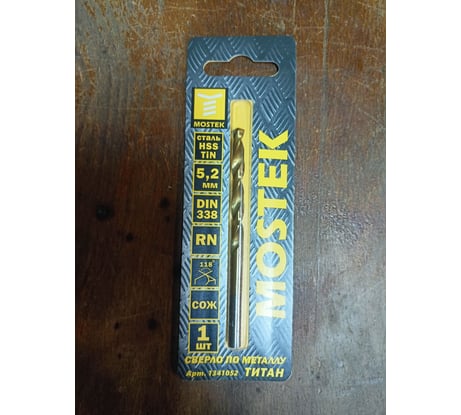 MOSTEK
сталь
HSS
TiN
5,2
мм
DIN
338
RN
118°
СОЖ
1
шт
MOSTEK
СВЕРЛО ПО МЕТАЛЛУ
Арт. 1341052 ТИТАН